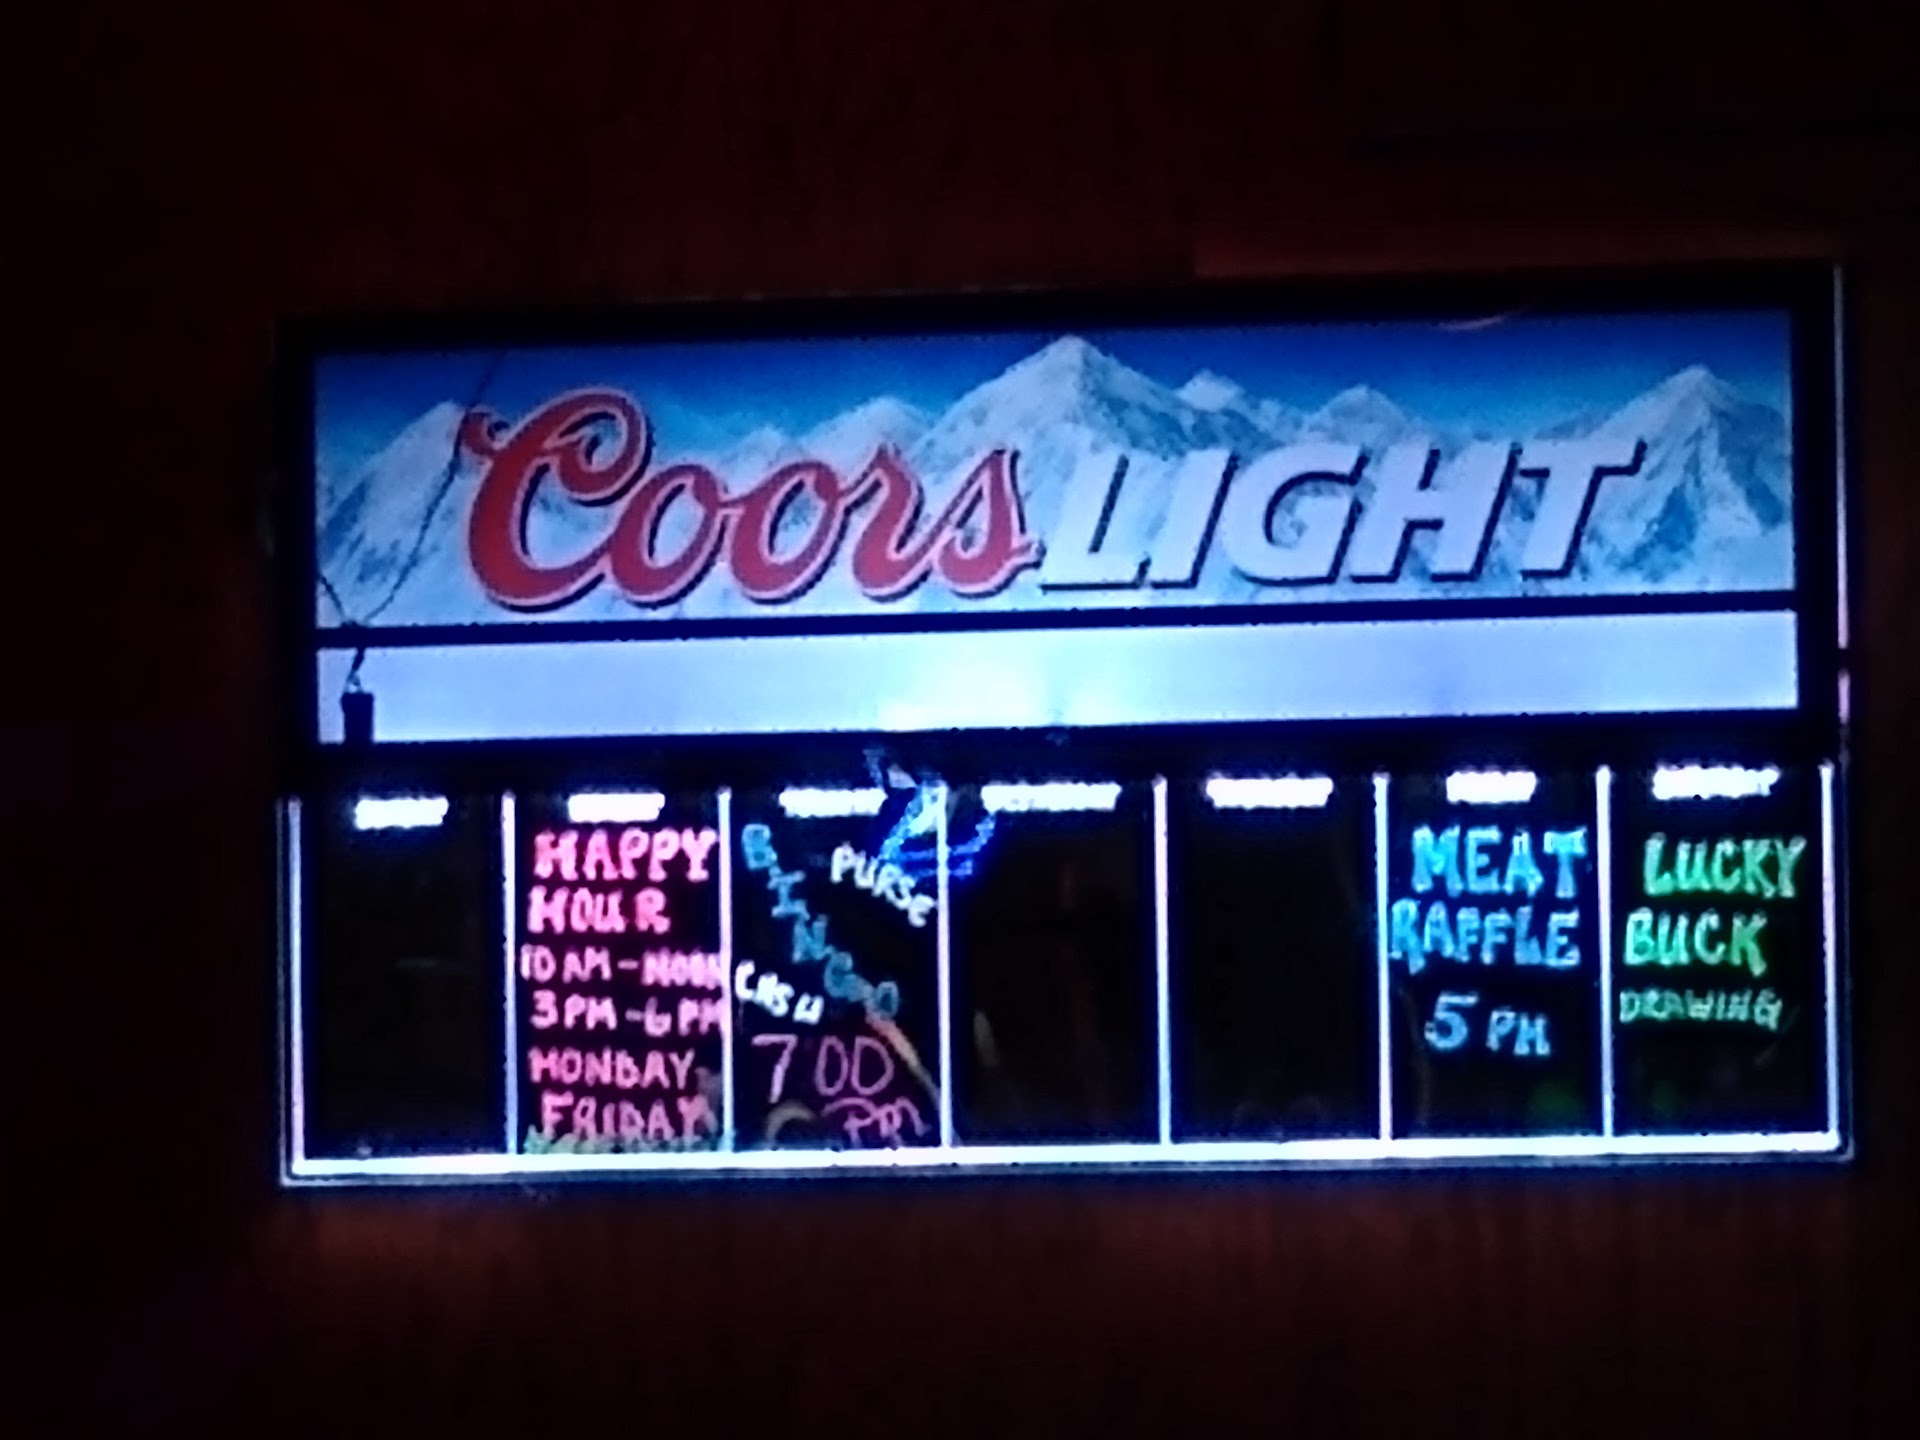 Coors LIGHT
HAPPY
HOUR
10 AM - NOON
3 PM - 6 PM
MONDAY
FRIDAY
BINGO
PURSE
CASH
7:00
PM
MEAT
RAFFLE
5 PM
LUCKY
BUCK
DRAWING